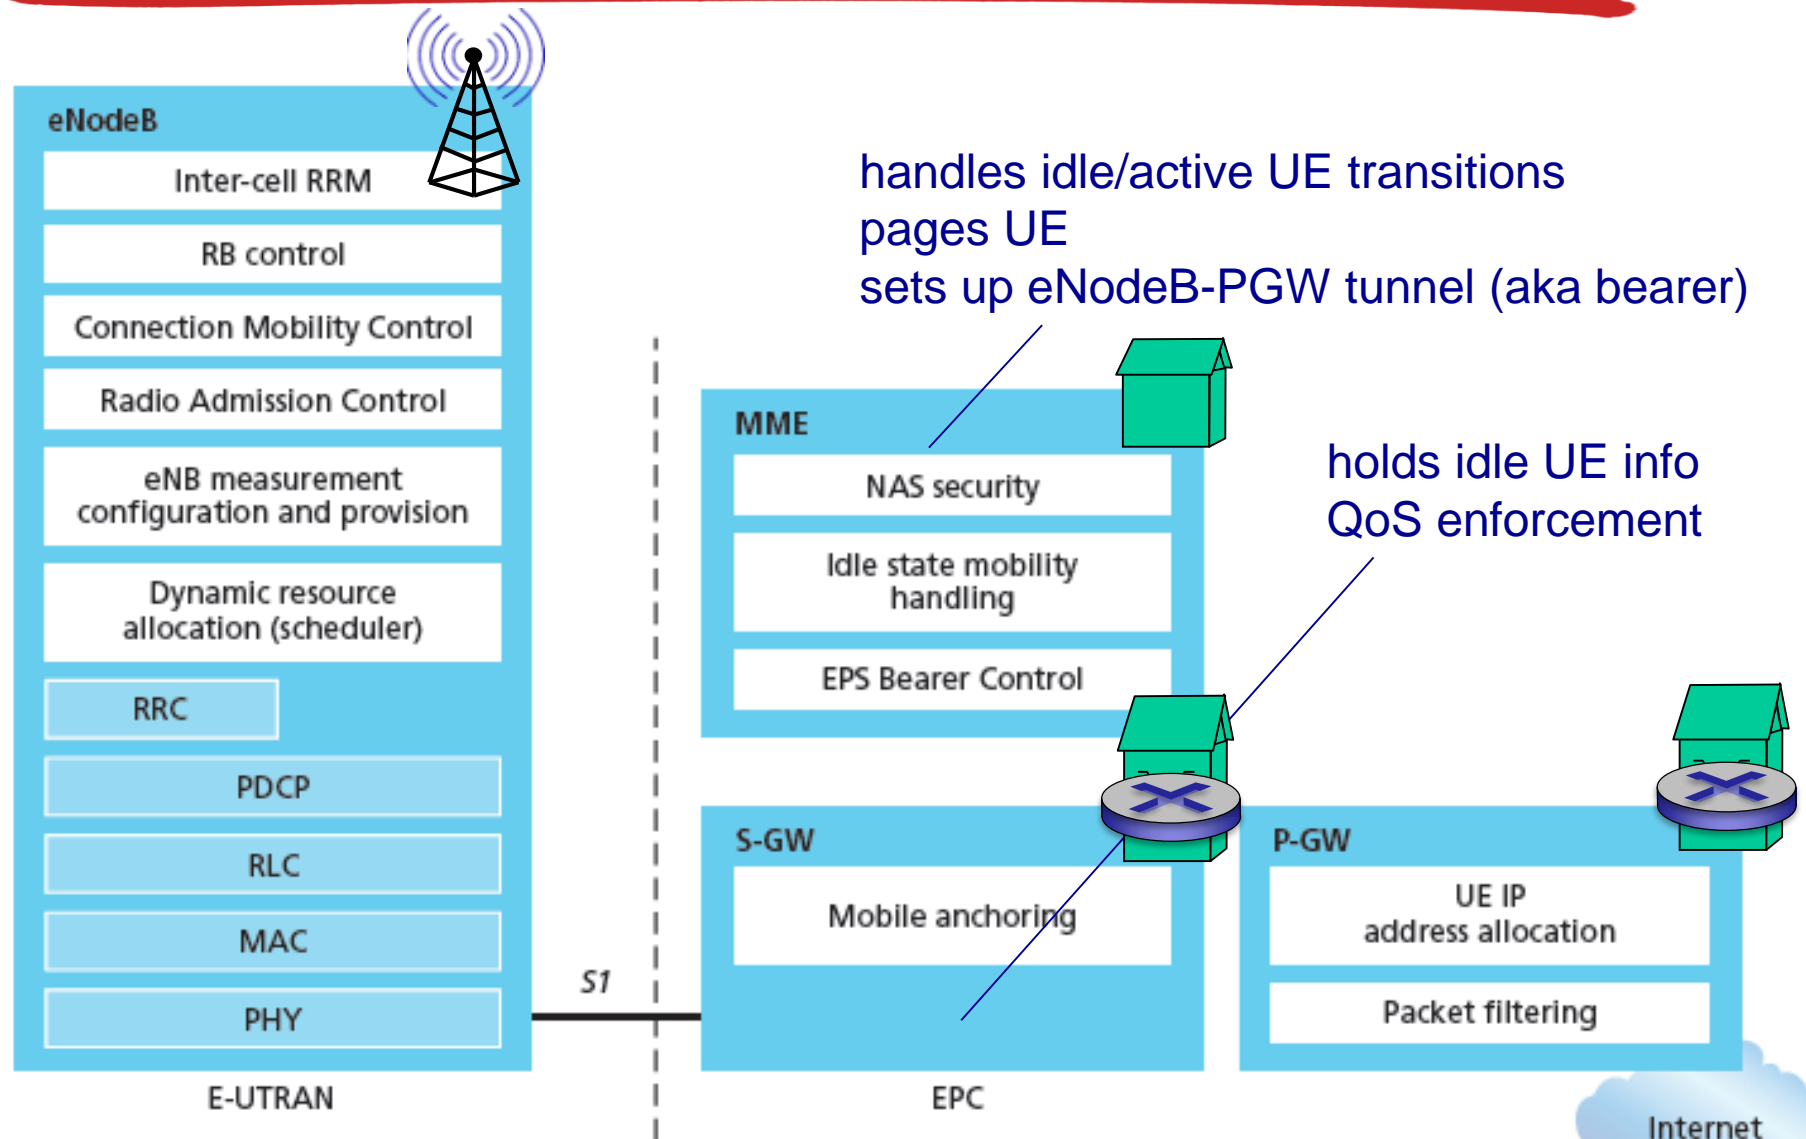 eNodeB
Inter-cell RRM
RB control
Connection Mobility Control
Radio Admission Control
eNB measurement
configuration and provision
Dynamic resource
allocation (scheduler)
RRC
PDCP
RLC
MAC
PHY
E-UTRAN
S1
handles idle/active UE transitions
pages UE
sets up eNodeB-PGW tunnel (aka bearer)
MME
NAS security
Idle state mobility
handling
EPS Bearer Control
holds idle UE info
QoS enforcement
S-GW
Mobile anchoring
P-GW
UE IP
address allocation
Packet filtering
EPC
Internet